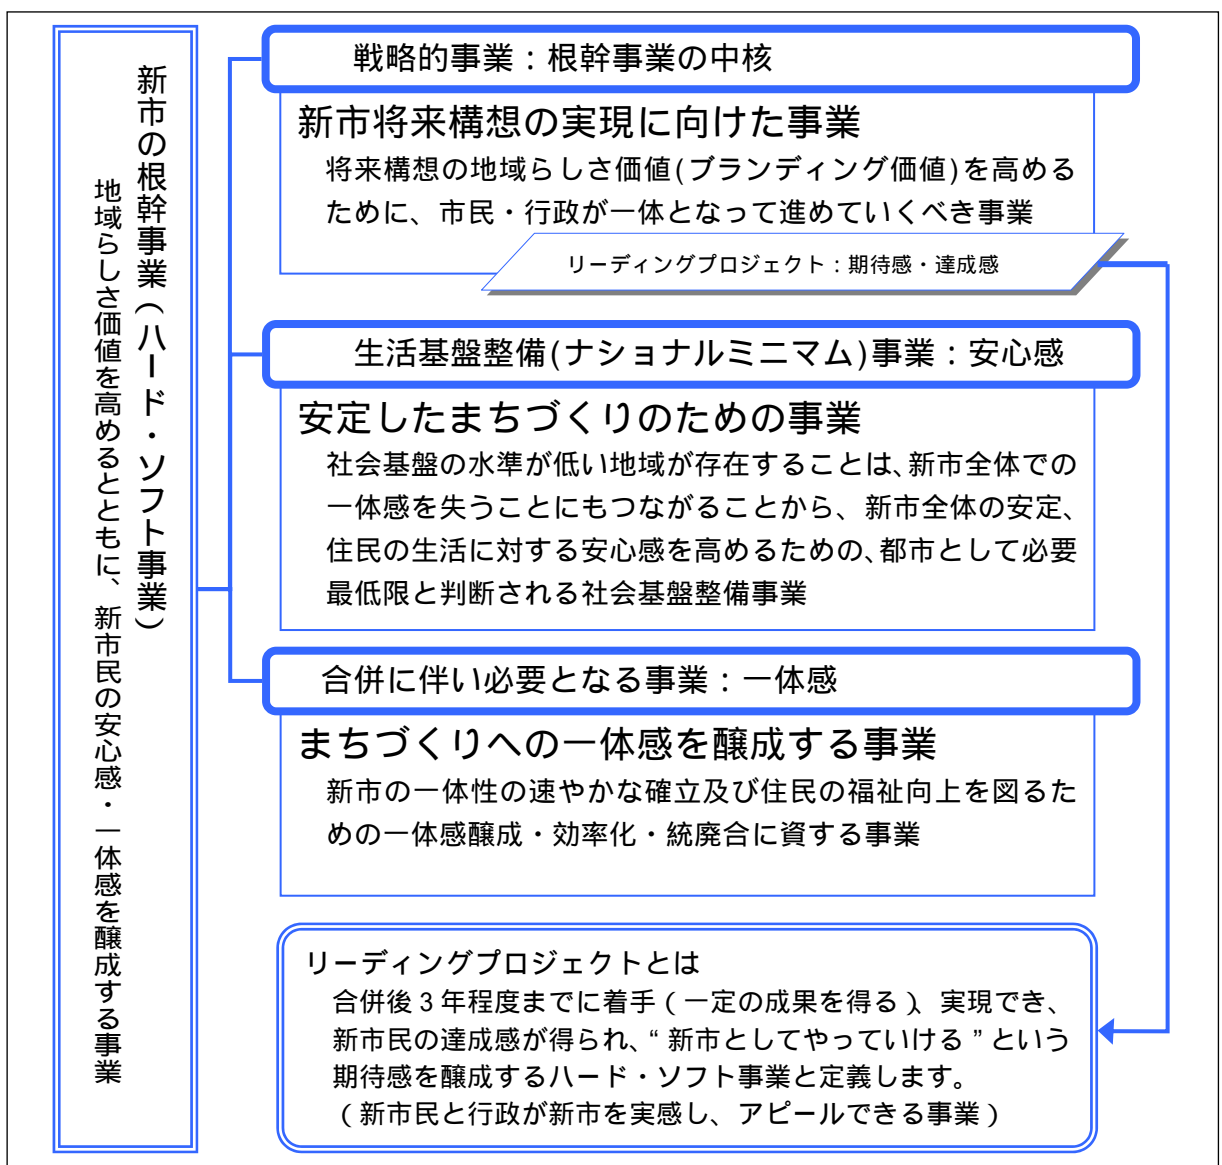 新市の根幹事業(ハード・ソフト事業)
地域らしさ価値を高めるとともに、新市民の安心感・一体感を醸成する事業
戦略的事業:根幹事業の中核
新市将来構想の実現に向けた事業
将来構想の地域らしさ価値(ブランディング価値)を高める
ために、市民・行政が一体となって進めていくべき事業
リーディングプロジェクト:期待感・達成感
生活基盤整備(ナショナルミニマム)事業:安心感
安定したまちづくりのための事業
社会基盤の水準が低い地域が存在することは、新市全体での
一体感を失うことにもつながることから、新市全体の安定、
住民の生活に対する安心感を高めるための、都市として必要
最低限と判断される社会基盤整備事業
合併に伴い必要となる事業:一体感
まちづくりへの一体感を醸成する事業
新市の一体性の速やかな確立及び住民の福祉向上を図るた
めの一体感醸成・効率化・統廃合に資する事業
リーディングプロジェクトとは
合併後3年程度までに着手(一定の成果を得る)、実現でき、
新市民の達成感が得られ、“新市としてやっていける”という
期待感を醸成するハード・ソフト事業と定義します。
(新市民と行政が新市を実感し、アピールできる事業)